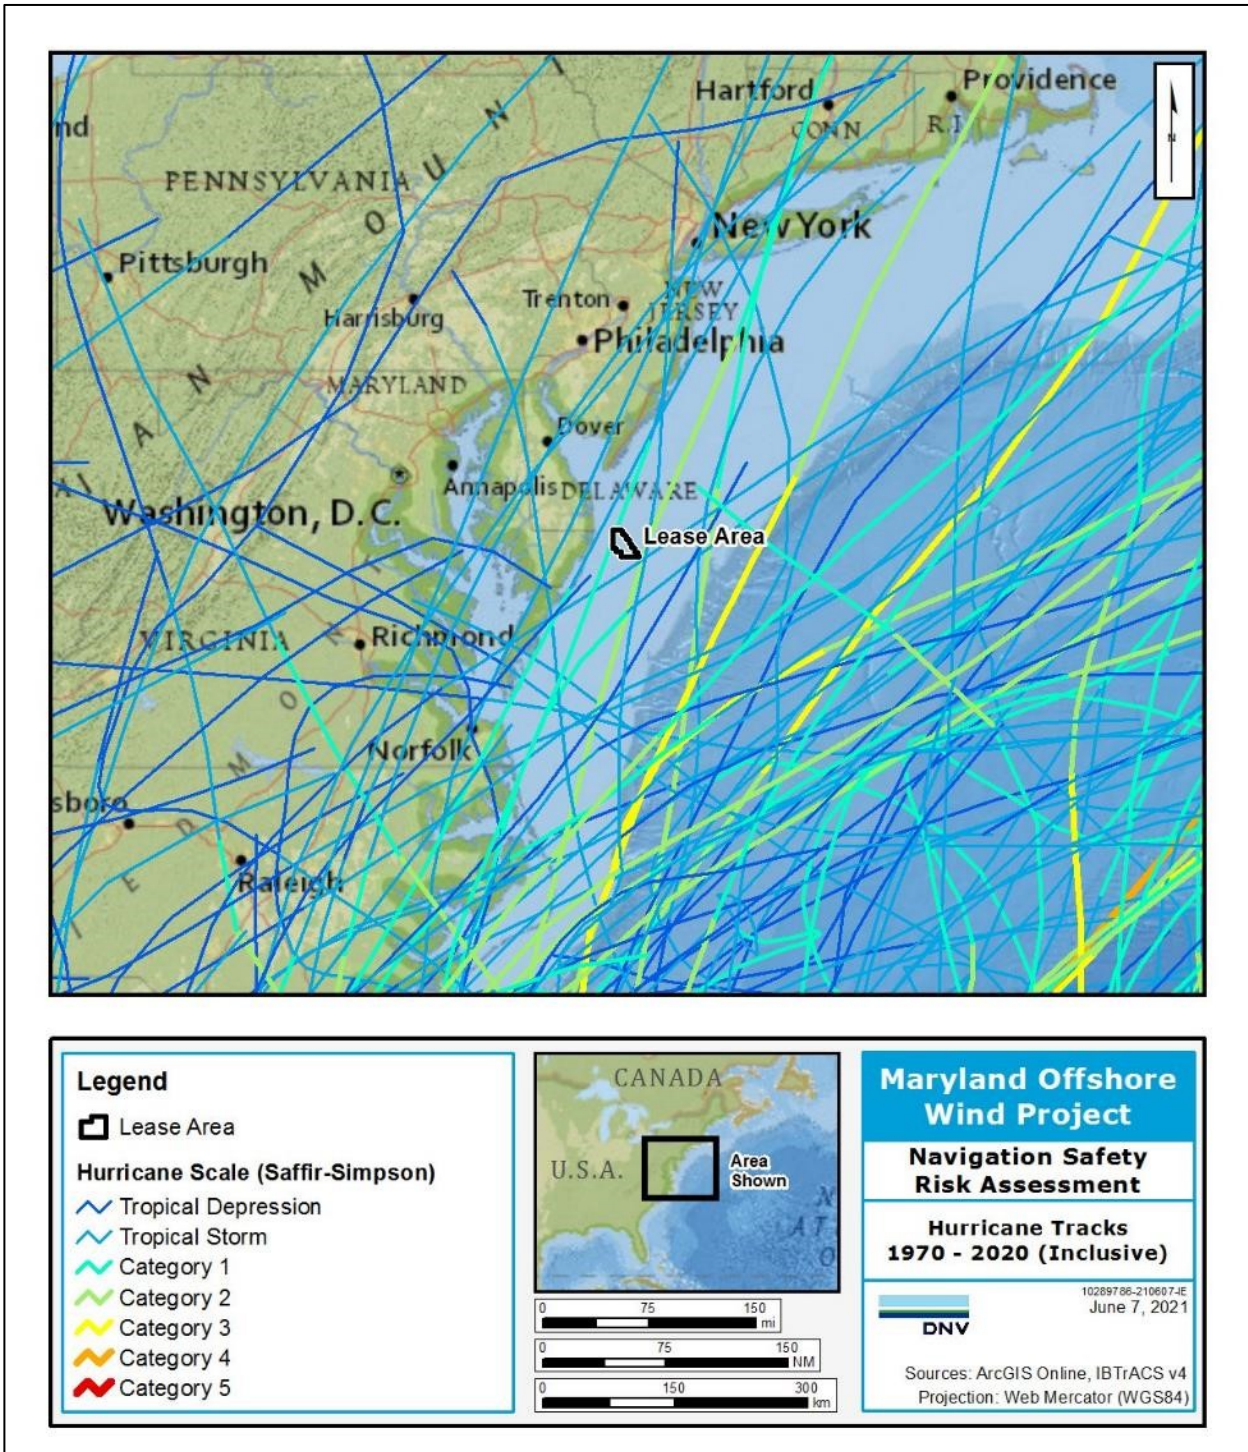 Hartford
Providence
nd
CONN
R.I
PENNSYLVANIA
M O U N
New York
Pittsburgh
Harrisburg
Trenton
NEW
JERSEY
Philadelphia
MARYLAND
Dover
Annapolis
DELAWARE
Washington, D.C.
Lease Area
VIRGINIA
Richmond
Norfolk
sboro
Raleigh
N
Legend
Lease Area
Hurricane Scale (Saffir-Simpson)
Tropical Depression
Tropical Storm
Category 1
Category 2
Category 3
Category 4
Category 5
CANADA
U.S.A.
Area
Shown
N
A T
O
0 75 150
mi
0 75 150
NM
0 150 300
km
Maryland Offshore
Wind Project
Navigation Safety
Risk Assessment
Hurricane Tracks
1970 - 2020 (Inclusive)
10289786-210607-IE
June 7, 2021
DNV
Sources: ArcGIS Online, IBTrACS v4
Projection: Web Mercator (WGS84)